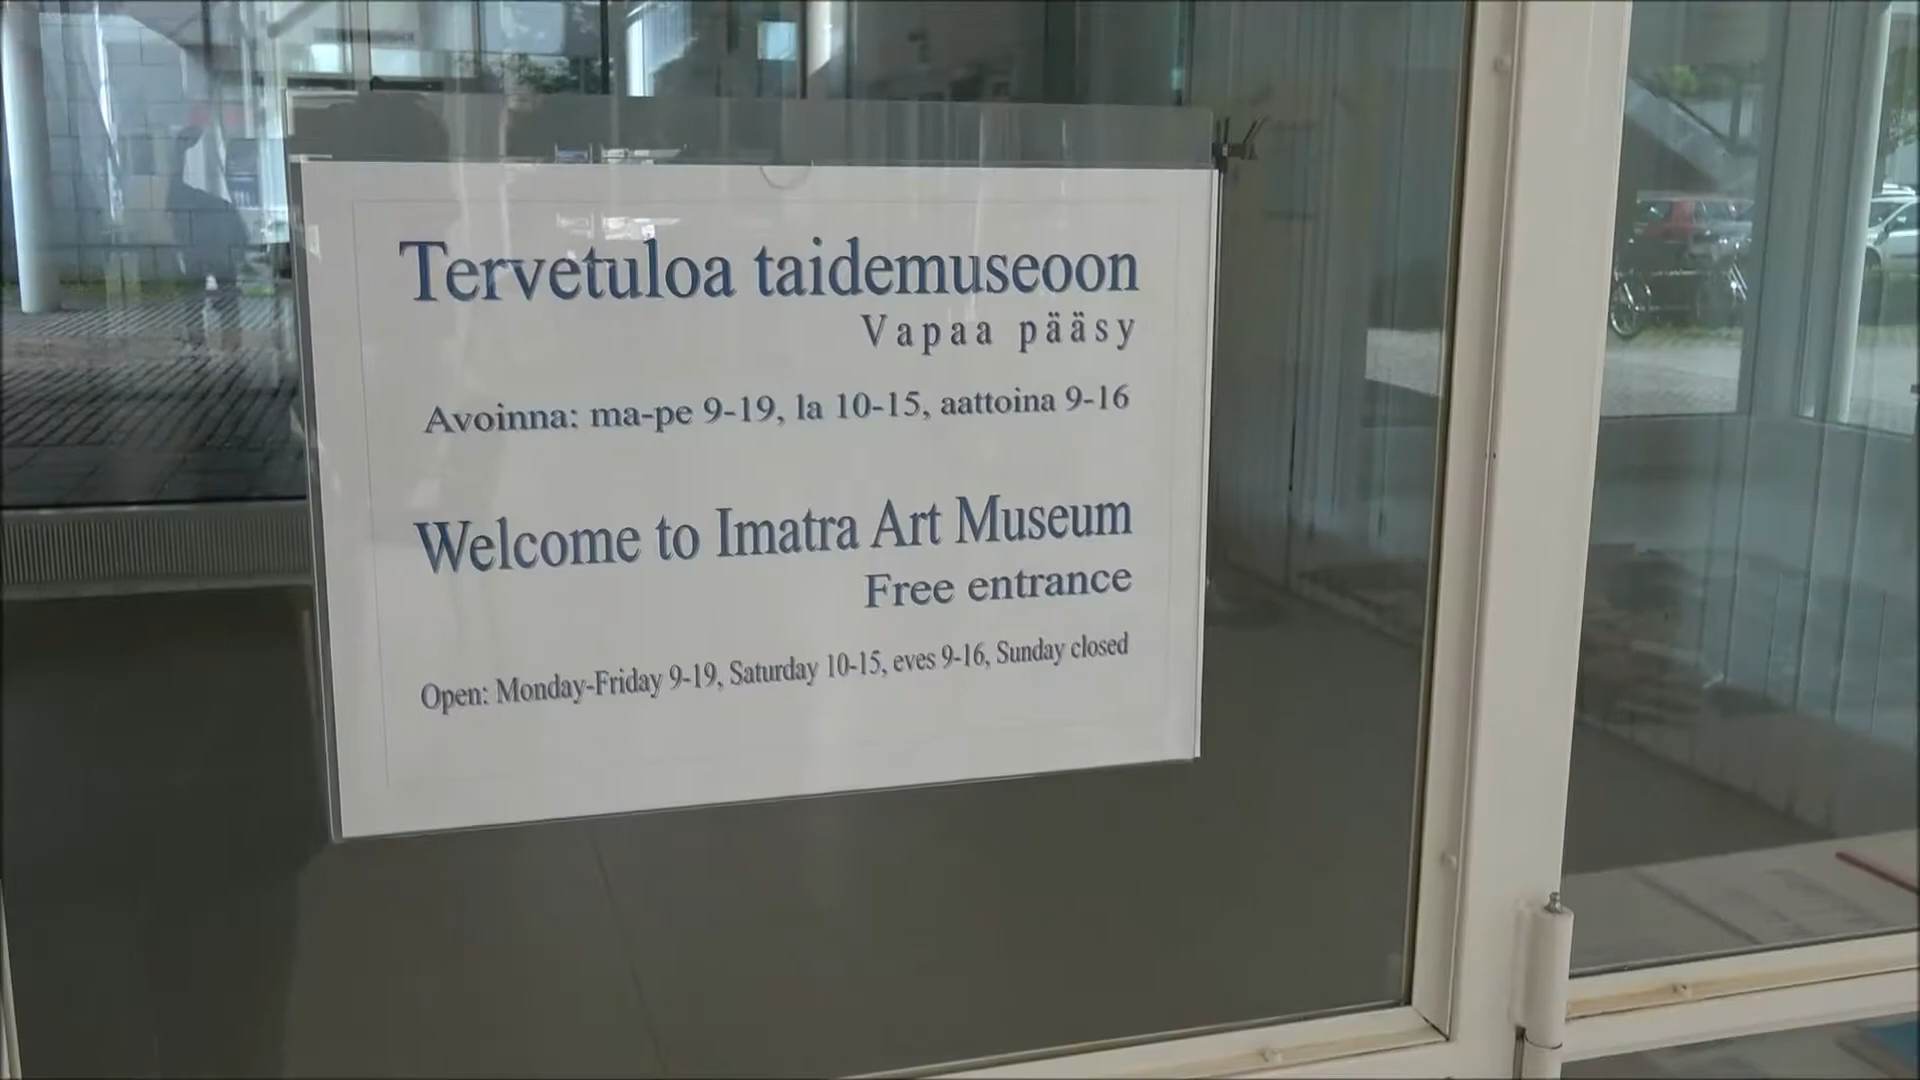 Tervetuloa taidemuseoon
Vapaa pääsy
Avoinna: ma-pe 9-19, la 10-15, aattoina 9-16
Welcome to Imatra Art Museum
Free entrance
Open: Monday-Friday 9-19, Saturday 10-15, eves 9-16, Sunday closed